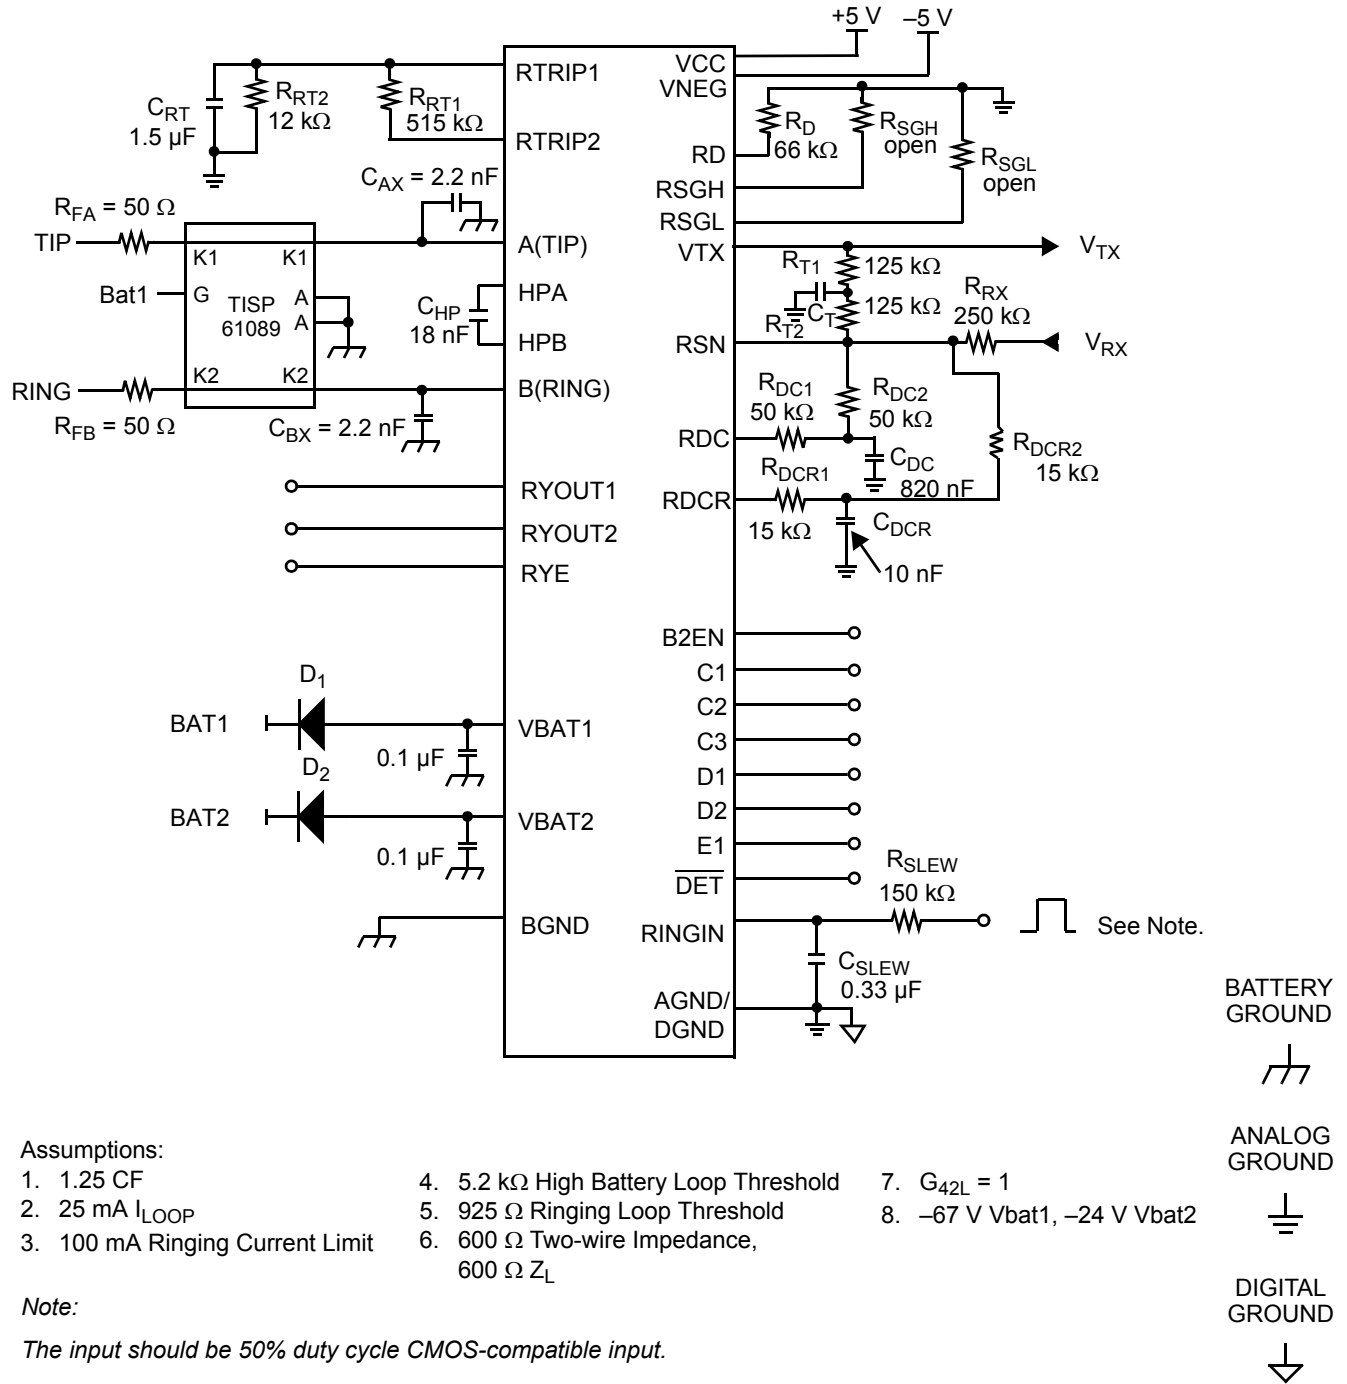 +5 V
–5 V
RTRIP1
VCC
VNEG
CRT
1.5 µF
RRT2
12 kΩ
RRT1
515 kΩ
RTRIP2
RD
RD
66 kΩ
RSGH
open
RSGL
open
RSGH
RSGL
CAX = 2.2 nF
RFA = 50 Ω
TIP
K1
K1
A(TIP)
VTX
VTX
RT1
125 kΩ
Bat1
G
TISP
61089
A
A
CHP
18 nF
HPA
HPB
CT
RT2
125 kΩ
RRX
250 kΩ
RSN
VRX
RING
K2
K2
B(RING)
RFB = 50 Ω
CBX = 2.2 nF
RDC1
50 kΩ
RDC2
50 kΩ
RDC
CDC
820 nF
RDCR2
15 kΩ
RYOUT1
RDCR
RDCR1
15 kΩ
CDCR
10 nF
RYOUT2
RYE
B2EN
C1
C2
C3
D1
D2
E1
DET
D1
BAT1
0.1 µF
VBAT1
D2
BAT2
0.1 µF
VBAT2
BGND
RINGIN
RSLEW
150 kΩ
See Note.
CSLEW
0.33 µF
AGND/
DGND
BATTERY
GROUND
ANALOG
GROUND
DIGITAL
GROUND
Assumptions:
1. 1.25 CF
2. 25 mA ILOOP
3. 100 mA Ringing Current Limit
4. 5.2 kΩ High Battery Loop Threshold
5. 925 Ω Ringing Loop Threshold
6. 600 Ω Two-wire Impedance,
600 Ω ZL
7. G42L = 1
8. –67 V Vbat1, –24 V Vbat2
Note:
The input should be 50% duty cycle CMOS-compatible input.